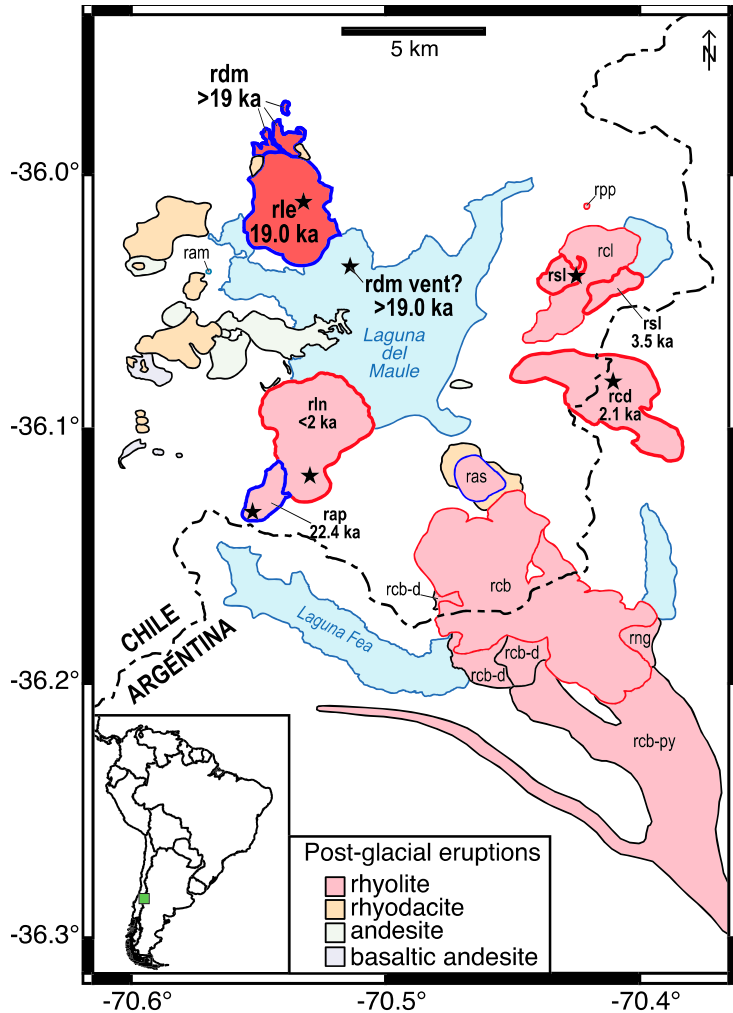 5 km
N
rdm
>19 ka
-36.0°
rpp
rle
19.0 ka
rcl
ram
rsl
rdm vent?
>19.0 ka
rsl
3.5 ka
Laguna
del
Maule
rcd
2.1 ka
rln
<2 ka
-36.1°
ras
rap
22.4 ka
rcb-d
rcb
CHILE
ARGENTINA
Laguna Fea
rng
rcb-d
rcb-d
-36.2°
rcb-py
Post-glacial eruptions
rhyolite
rhyodacite
andesite
basaltic andesite
-36.3°
-70.6°
-70.5°
-70.4°